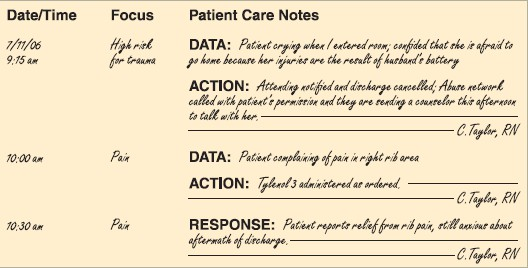 Date/Time Focus Patient Care Notes
7/11/06 High risk DATA: Patient crying when I entered room; confided that she is afraid to
9:15 am for trauma go home because her injuries are the result of husband's battery
ACTION: Attending notified and discharge cancelled; Abuse network
called with patient's permission and they are sending a counselor this afternoon
to talk with her.
C.Taylor, RN
10:00 am Pain DATA: Patient complaining of pain in right rib area
ACTION: Tylenol 3 administered as ordered.
C.Taylor, RN
10:30 am Pain RESPONSE: Patient reports relief from rib pain, still anxious about
aftermath of discharge.
C.Taylor, RN